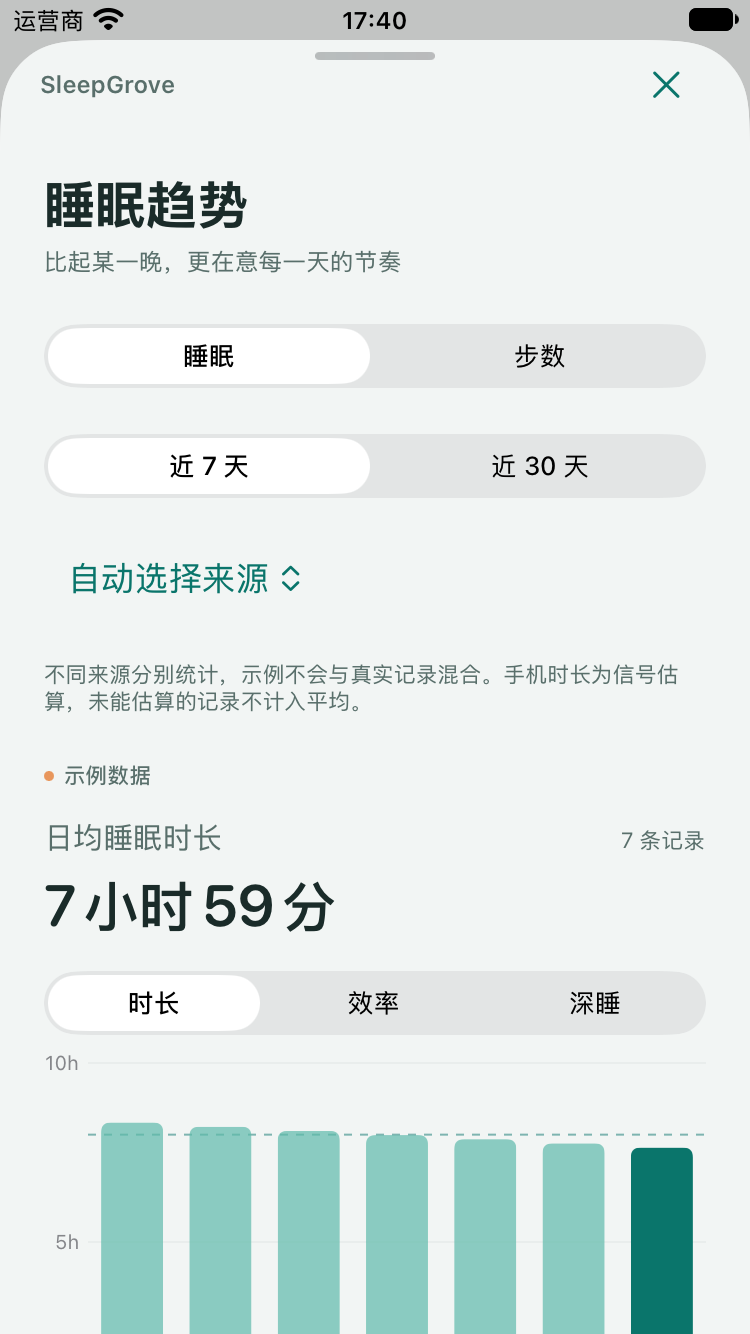 运营商
17:40
SleepGrove
睡眠趋势
比起某一晚，更在意每一天的节奏
睡眠 步数
近 7 天 近 30 天
自动选择来源
不同来源分别统计，示例不会与真实记录混合。手机时长为信号估
算，未能估算的记录不计入平均。
示例数据
日均睡眠时长 7 条记录
7 小时 59 分
时长 效率 深睡
10h
5h